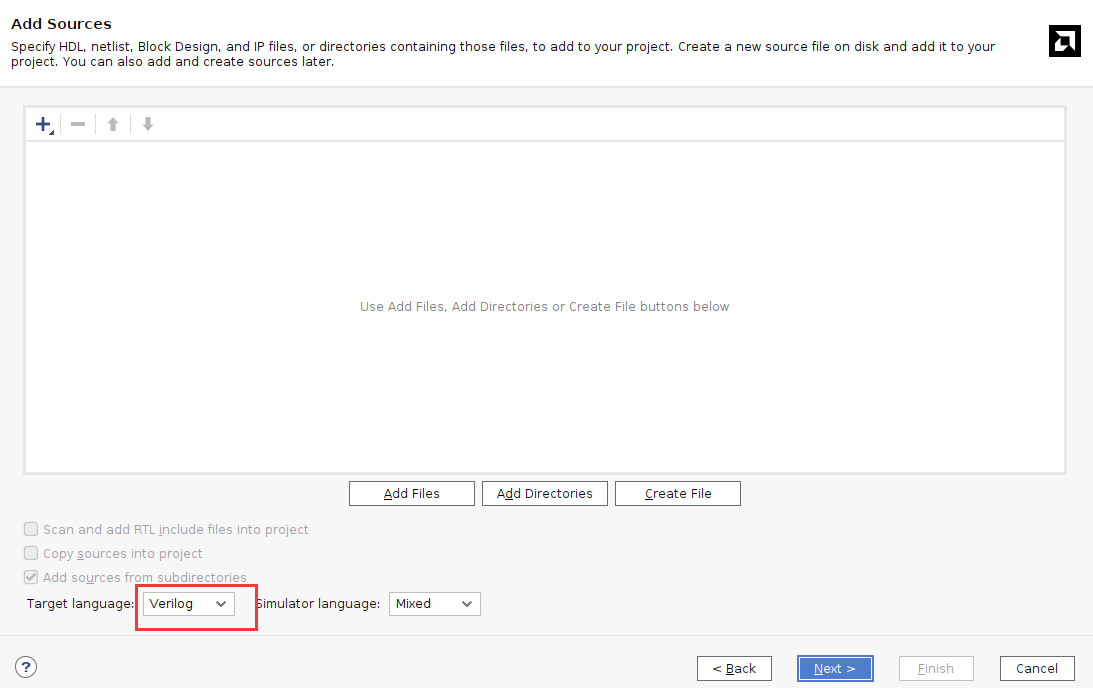 Add Sources
Specify HDL, netlist, Block Design, and IP files, or directories containing those files, to add to your project. Create a new source file on disk and add it to your
project. You can also add and create sources later.
Use Add Files, Add Directories or Create File buttons below
Add Files Add Directories Create File
Scan and add RTL include files into project
Copy sources into project
Add sources from subdirectories
Target language: Verilog Simulator language: Mixed
? < Back Next > Finish Cancel